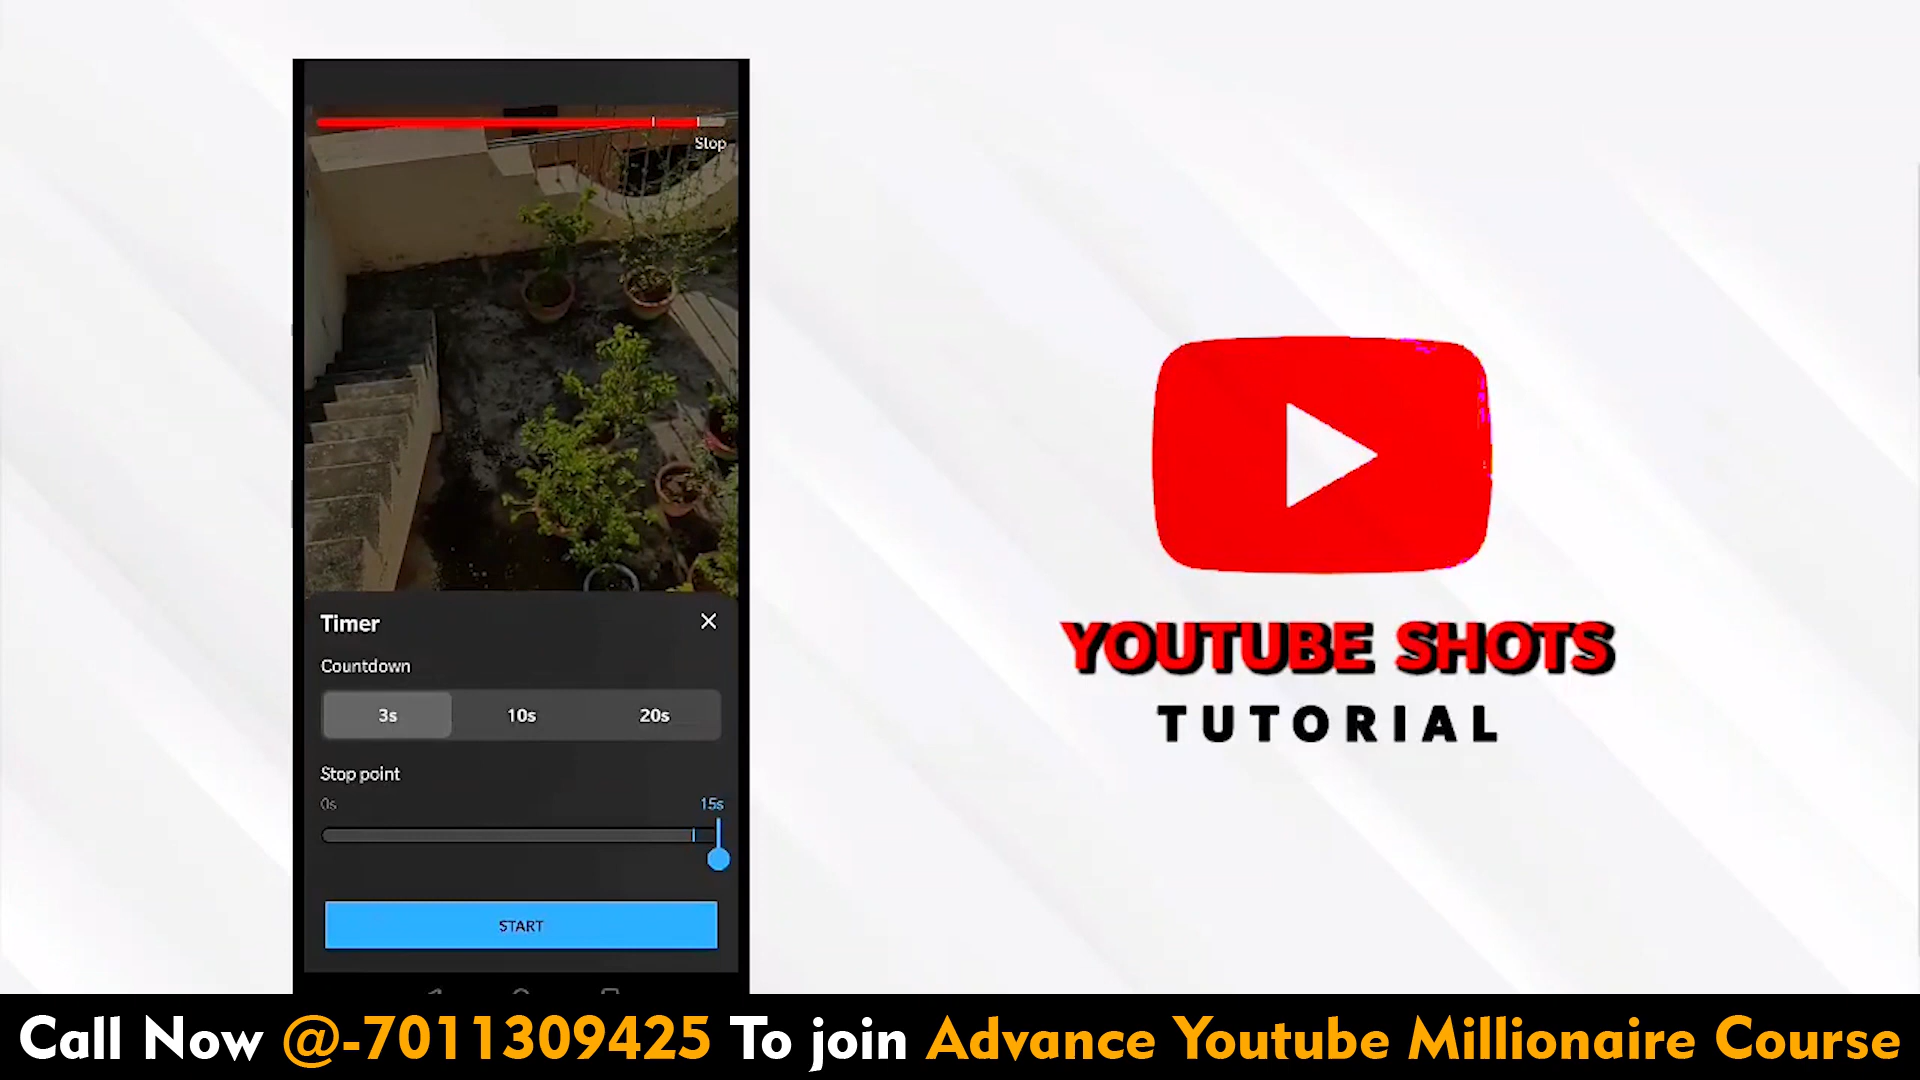 Stop
Timer
Countdown
3s 10s 20s
Stop point
0s 15s
START
YOUTUBE SHOTS
TUTORIAL
Call Now @-7011309425 To join Advance Youtube Millionaire Course